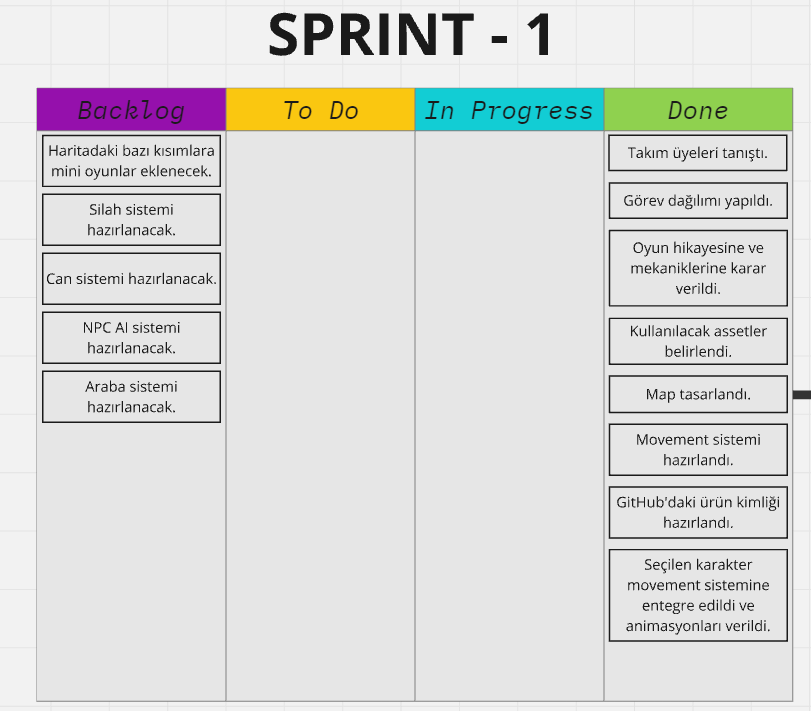 SPRINT - 1
Backlog
To Do
In Progress
Done
Haritadaki bazı kısımlara
mini oyunlar eklenecek.
Silah sistemi
hazırlanacak.
Can sistemi hazırlanacak.
NPC AI sistemi
hazırlanacak.
Araba sistemi
hazırlanacak.
Takım üyeleri tanıştı.
Görev dağılımı yapıldı.
Oyun hikayesine ve
mekaniklerine karar
verildi.
Kullanılacak assetler
belirlendi.
Map tasarlandı.
Movement sistemi
hazırlandı.
GitHub'daki ürün kimliği
hazırlandı.
Seçilen karakter
movement sistemine
entegre edildi ve
animasyonları verildi.